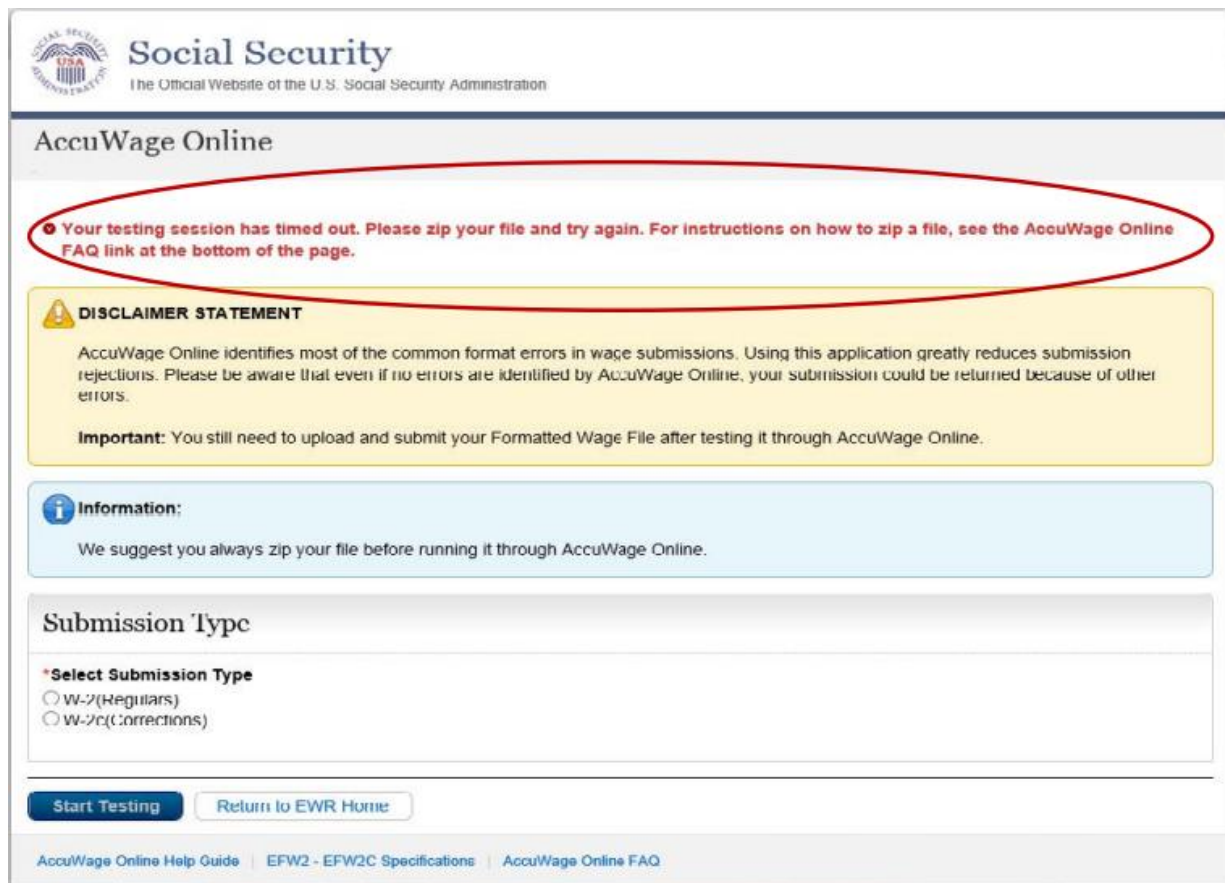 SOCIAL SECURITY
USA
ADMINISTRATION
Social Security
The Official Website of the U.S. Social Security Administration
AccuWage Online
Your testing session has timed out. Please zip your file and try again. For instructions on how to zip a file, see the AccuWage Online
FAQ link at the bottom of the page.
DISCLAIMER STATEMENT
AccuWage Online identifies most of the common format errors in wage submissions. Using this application greatly reduces submission
rejections. Please be aware that even if no errors are identified by AccuWage Online, your submission could be returned because of other
errors.
Important: You still need to upload and submit your Formatted Wage File after testing it through AccuWage Online.
Information:
We suggest you always zip your file before running it through AccuWage Online.
Submission Type
*Select Submission Type
W-2(Regulars)
W-2c(Corrections)
Start Testing Return to EWR Home
AccuWage Online Help Guide | EFW2 - EFW2C Specifications | AccuWage Online FAQ